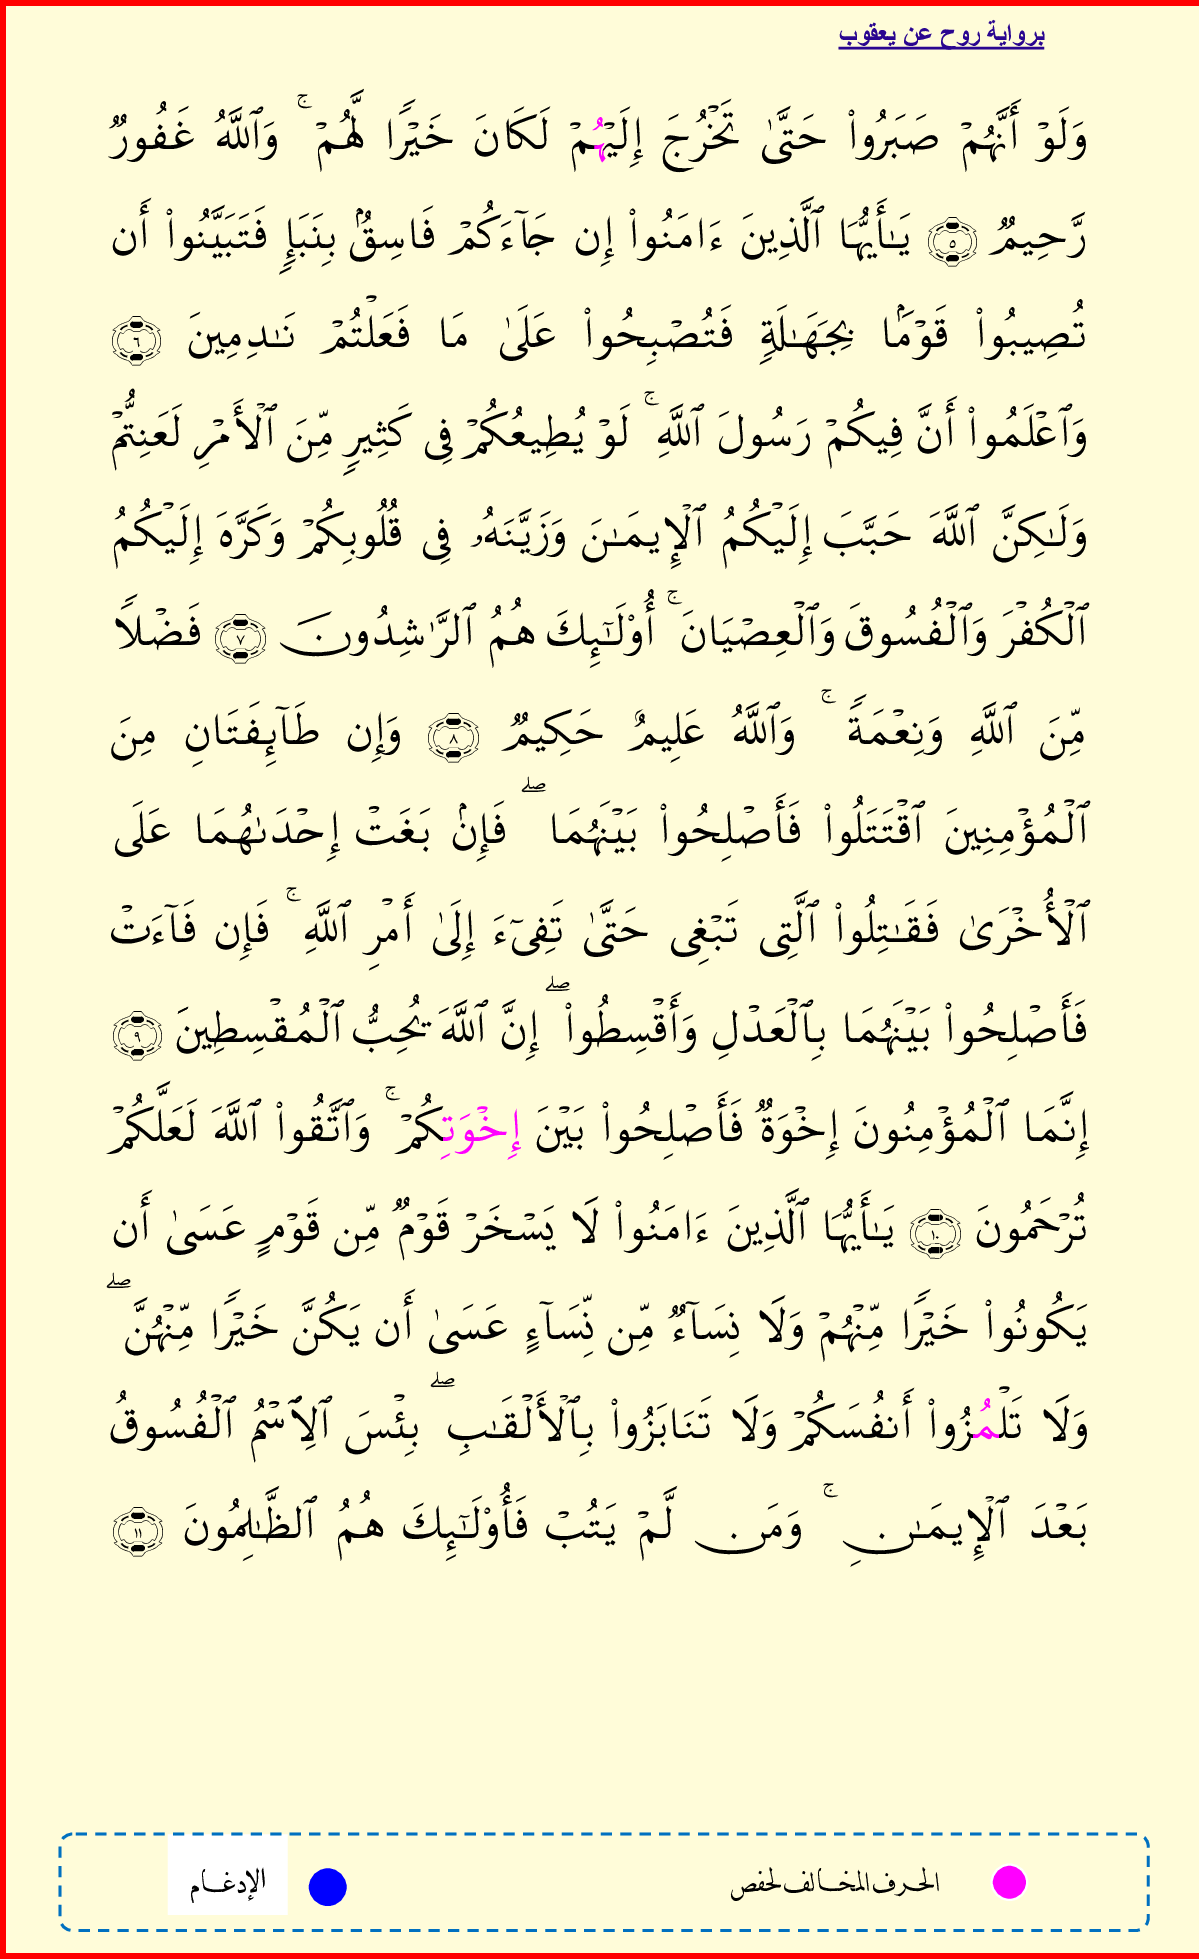 برواية روح عن يعقوب
وَلَوۡ أَنَّهُمۡ صَبَرُواْ حَتَّىٰ تَخۡرُجَ إِلَيۡهُمۡ لَكَانَ خَيۡرٗا لَّهُمۡۚ وَٱللَّهُ غَفُورٞ
رَّحِيمٞ ٥ يَـٰٓأَيُّهَا ٱلَّذِينَ ءَامَنُواْ إِن جَآءَكُمۡ فَاسِقُۢ بِنَبَإٖ فَتَبَيَّنُواْ أَن
تُصِيبُواْ قَوۡمَۢا بِجَهَـٰلَةٖ فَتُصۡبِحُواْ عَلَىٰ مَا فَعَلۡتُمۡ نَـٰدِمِينَ ٦
وَٱعۡلَمُواْ أَنَّ فِيكُمۡ رَسُولَ ٱللَّهِۚ لَوۡ يُطِيعُكُمۡ فِي كَثِيرٖ مِّنَ ٱلۡأَمۡرِ لَعَنِتُّمۡ
وَلَـٰكِنَّ ٱللَّهَ حَبَّبَ إِلَيۡكُمُ ٱلۡإِيمَـٰنَ وَزَيَّنَهُۥ فِي قُلُوبِكُمۡ وَكَرَّهَ إِلَيۡكُمُ
ٱلۡكُفۡرَ وَٱلۡفُسُوقَ وَٱلۡعِصۡيَانَۚ أُوْلَـٰٓئِكَ هُمُ ٱلرَّٰشِدُونَ ٧ فَضۡلٗا
مِّنَ ٱللَّهِ وَنِعۡمَةٗۚ وَٱللَّهُ عَلِيمٌ حَكِيمٞ ٨ وَإِن طَآئِفَتَانِ مِنَ
ٱلۡمُؤۡمِنِينَ ٱقۡتَتَلُواْ فَأَصۡلِحُواْ بَيۡنَهُمَاۖ فَإِنۢ بَغَتۡ إِحۡدَىٰهُمَا عَلَى
ٱلۡأُخۡرَىٰ فَقَـٰتِلُواْ ٱلَّتِي تَبۡغِي حَتَّىٰ تَفِيٓءَ إِلَىٰٓ أَمۡرِ ٱللَّهِۚ فَإِن فَآءَتۡ
فَأَصۡلِحُواْ بَيۡنَهُمَا بِٱلۡعَدۡلِ وَأَقۡسِطُوٓاْۖ إِنَّ ٱللَّهَ يُحِبُّ ٱلۡمُقۡسِطِينَ ٩
إِنَّمَا ٱلۡمُؤۡمِنُونَ إِخۡوَةٞ فَأَصۡلِحُواْ بَيۡنَ إِخۡوَتِكُمۡۚ وَٱتَّقُواْ ٱللَّهَ لَعَلَّكُمۡ
تُرۡحَمُونَ ١٠ يَـٰٓأَيُّهَا ٱلَّذِينَ ءَامَنُواْ لَا يَسۡخَرۡ قَوۡمٞ مِّن قَوۡمٍ عَسَىٰ أَن
يَكُونُواْ خَيۡرٗا مِّنۡهُمۡ وَلَا نِسَآءٞ مِّن نِّسَآءٍ عَسَىٰ أَن يَكُنَّ خَيۡرٗا مِّنۡهُنَّۖ
وَلَا تَلۡمُزُواْ أَنفُسَكُمۡ وَلَا تَنَابَزُواْ بِٱلۡأَلۡقَـٰبِۖ بِئۡسَ ٱلِٱسۡمُ ٱلۡفُسُوقُ
بَعۡدَ ٱلۡإِيمَـٰنِۚ وَمَن لَّمۡ يَتُبۡ فَأُوْلَـٰٓئِكَ هُمُ ٱلظَّـٰلِمُونَ ١١
الحرف المخالف لحفص الإدغام